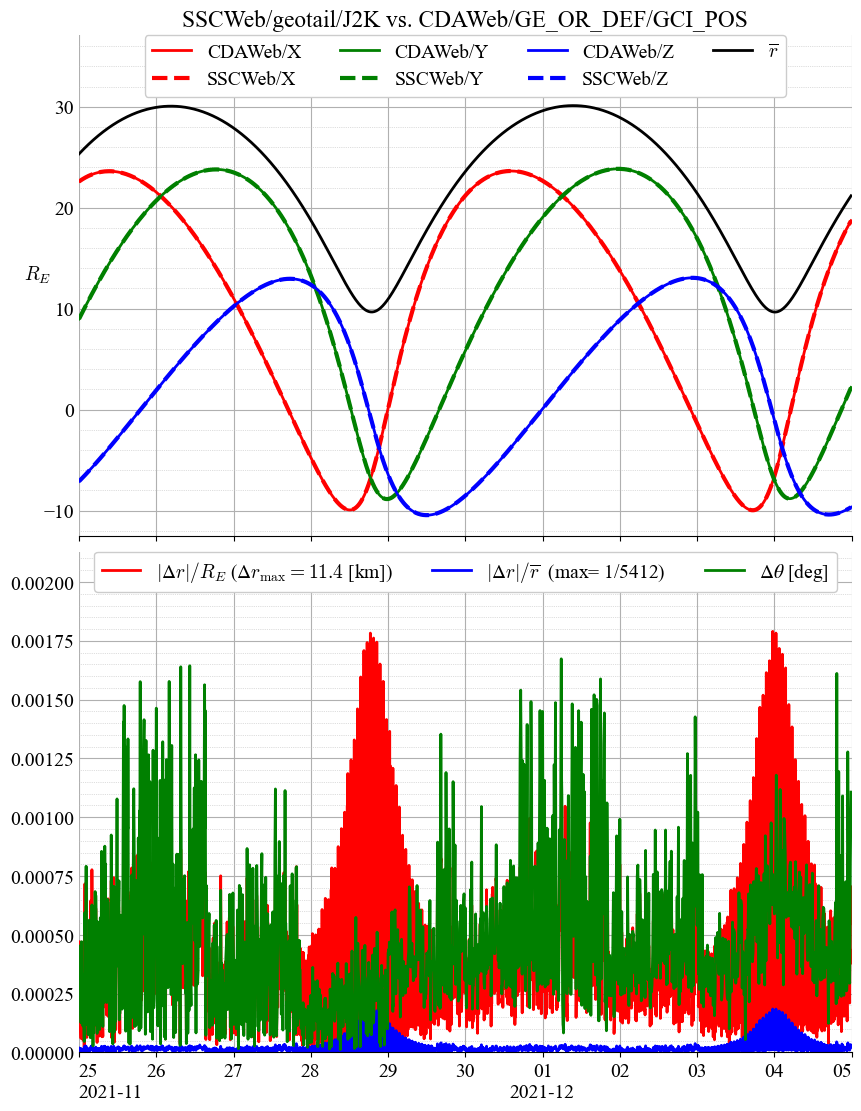 SSCWeb/geotail/J2K vs. CDAWeb/GE_OR_DEF/GCI_POS
CDAWeb/X CDAWeb/Y CDAWeb/Z r̅
SSCWeb/X SSCWeb/Y SSCWeb/Z
30
20
R_E
10
0
−10
|Δr|/R_E (Δr_max = 11.4 [km]) |Δr|/r̅ (max= 1/5412) Δθ [deg]
0.00200
0.00175
0.00150
0.00125
0.00100
0.00075
0.00050
0.00025
0.00000
25 26 27 28 29 30 01 02 03 04 05
2021-11 2021-12